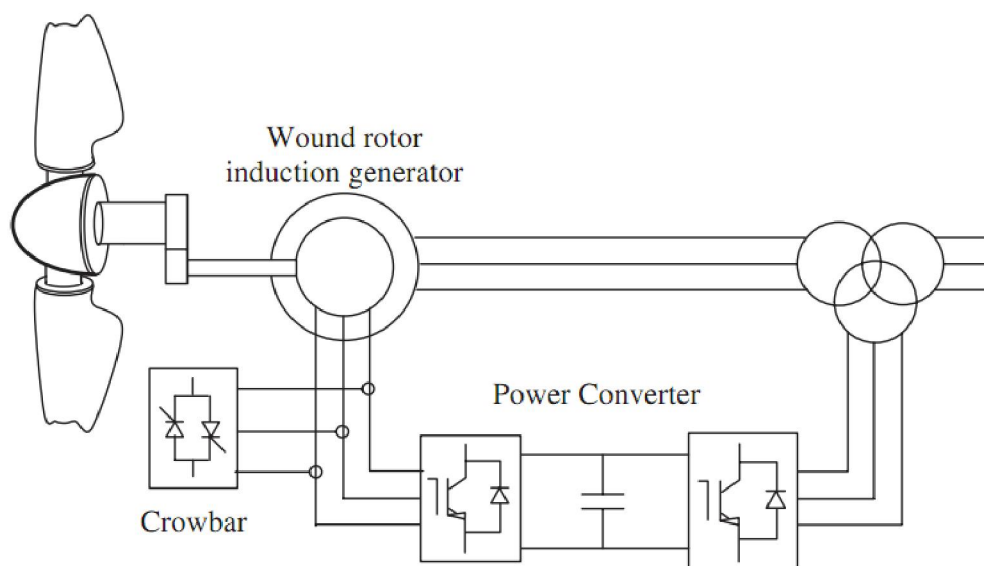 Wound rotor
induction generator
Power Converter
Crowbar